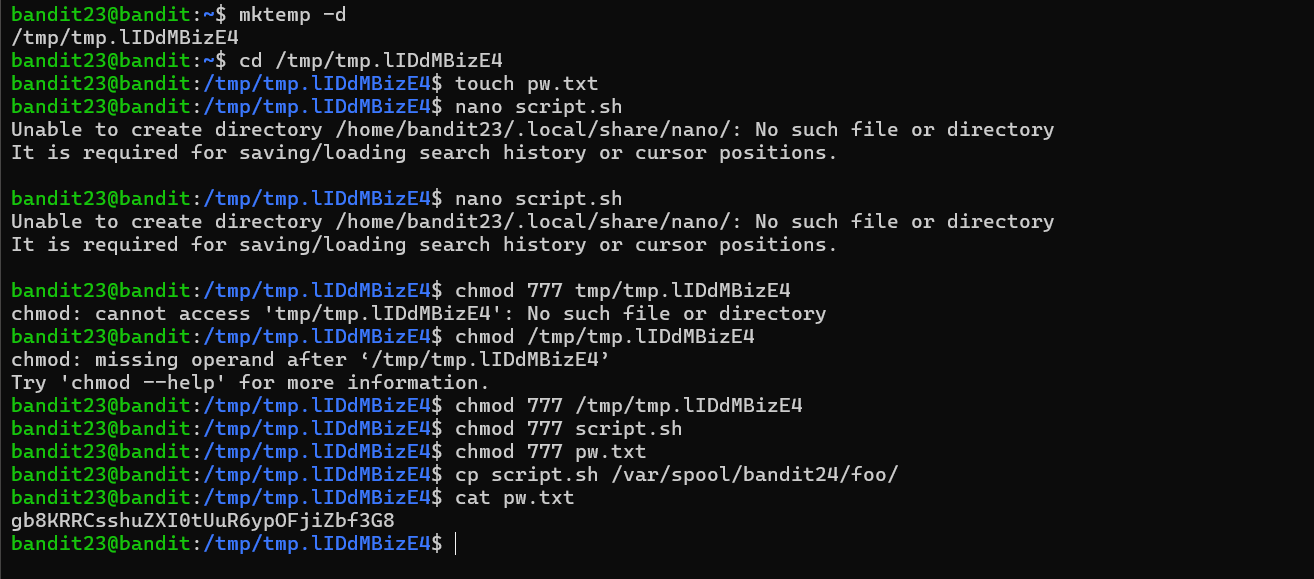 bandit23@bandit:~$ mktemp -d
/tmp/tmp.lIDdMBizE4
bandit23@bandit:~$ cd /tmp/tmp.lIDdMBizE4
bandit23@bandit:/tmp/tmp.lIDdMBizE4$ touch pw.txt
bandit23@bandit:/tmp/tmp.lIDdMBizE4$ nano script.sh
Unable to create directory /home/bandit23/.local/share/nano/: No such file or directory
It is required for saving/loading search history or cursor positions.
bandit23@bandit:/tmp/tmp.lIDdMBizE4$ nano script.sh
Unable to create directory /home/bandit23/.local/share/nano/: No such file or directory
It is required for saving/loading search history or cursor positions.
bandit23@bandit:/tmp/tmp.lIDdMBizE4$ chmod 777 tmp/tmp.lIDdMBizE4
chmod: cannot access 'tmp/tmp.lIDdMBizE4': No such file or directory
bandit23@bandit:/tmp/tmp.lIDdMBizE4$ chmod /tmp/tmp.lIDdMBizE4
chmod: missing operand after ‘/tmp/tmp.lIDdMBizE4’
Try 'chmod --help' for more information.
bandit23@bandit:/tmp/tmp.lIDdMBizE4$ chmod 777 /tmp/tmp.lIDdMBizE4
bandit23@bandit:/tmp/tmp.lIDdMBizE4$ chmod 777 script.sh
bandit23@bandit:/tmp/tmp.lIDdMBizE4$ chmod 777 pw.txt
bandit23@bandit:/tmp/tmp.lIDdMBizE4$ cp script.sh /var/spool/bandit24/foo/
bandit23@bandit:/tmp/tmp.lIDdMBizE4$ cat pw.txt
gb8KRRCsshuZXI0tUuR6ypOFjiZbf3G8
bandit23@bandit:/tmp/tmp.lIDdMBizE4$